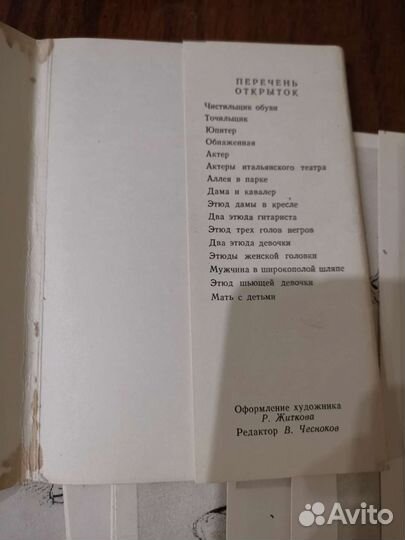 ПЕРЕЧЕНЬ
ОТКРЫТОК
Чистильщик обуви
Точильщик
Юпитер
Обнаженная
Актер
Актеры итальянского театра
Аллея в парке
Дама и кавалер
Этюд дамы в кресле
Два этюда гитариста
Этюд трех голов негров
Два этюда девочки
Этюды женской головки
Мужчина в широкополой шляпе
Этюд шьющей девочки
Мать с детьми
Оформление художника
Р. Житкова
Редактор В. Чесноков
Avito